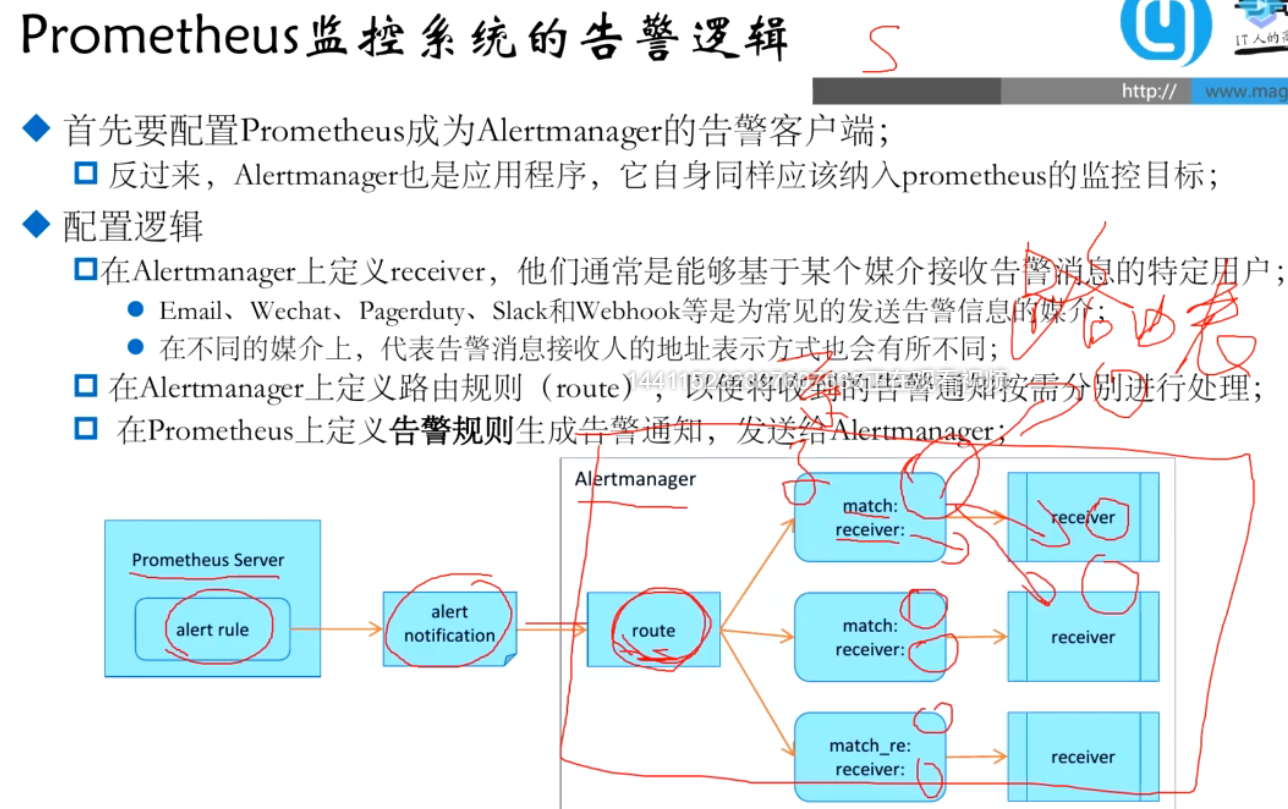 Prometheus监控系统的告警逻辑
S
IT人的高
http:// www.mag
首先要配置Prometheus成为Alertmanager的告警客户端；
反过来，Alertmanager也是应用程序，它自身同样应该纳入prometheus的监控目标；
配置逻辑
在Alertmanager上定义receiver，他们通常是能够基于某个媒介接收告警消息的特定用户；
Email、Wechat、Pagerduty、Slack和Webhook等是为常见的发送告警信息的媒介；
在不同的媒介上，代表告警消息接收人的地址表示方式也会有所不同；
路由表
在Alertmanager上定义路由规则（route），以便将收到的告警通知按需分别进行处理；
在Prometheus上定义告警规则生成告警通知，发送给Alertmanager；
Alertmanager
Prometheus Server
alert rule
alert
notification
route
match:
receiver:
receiver
match:
receiver:
receiver
match_re:
receiver:
receiver